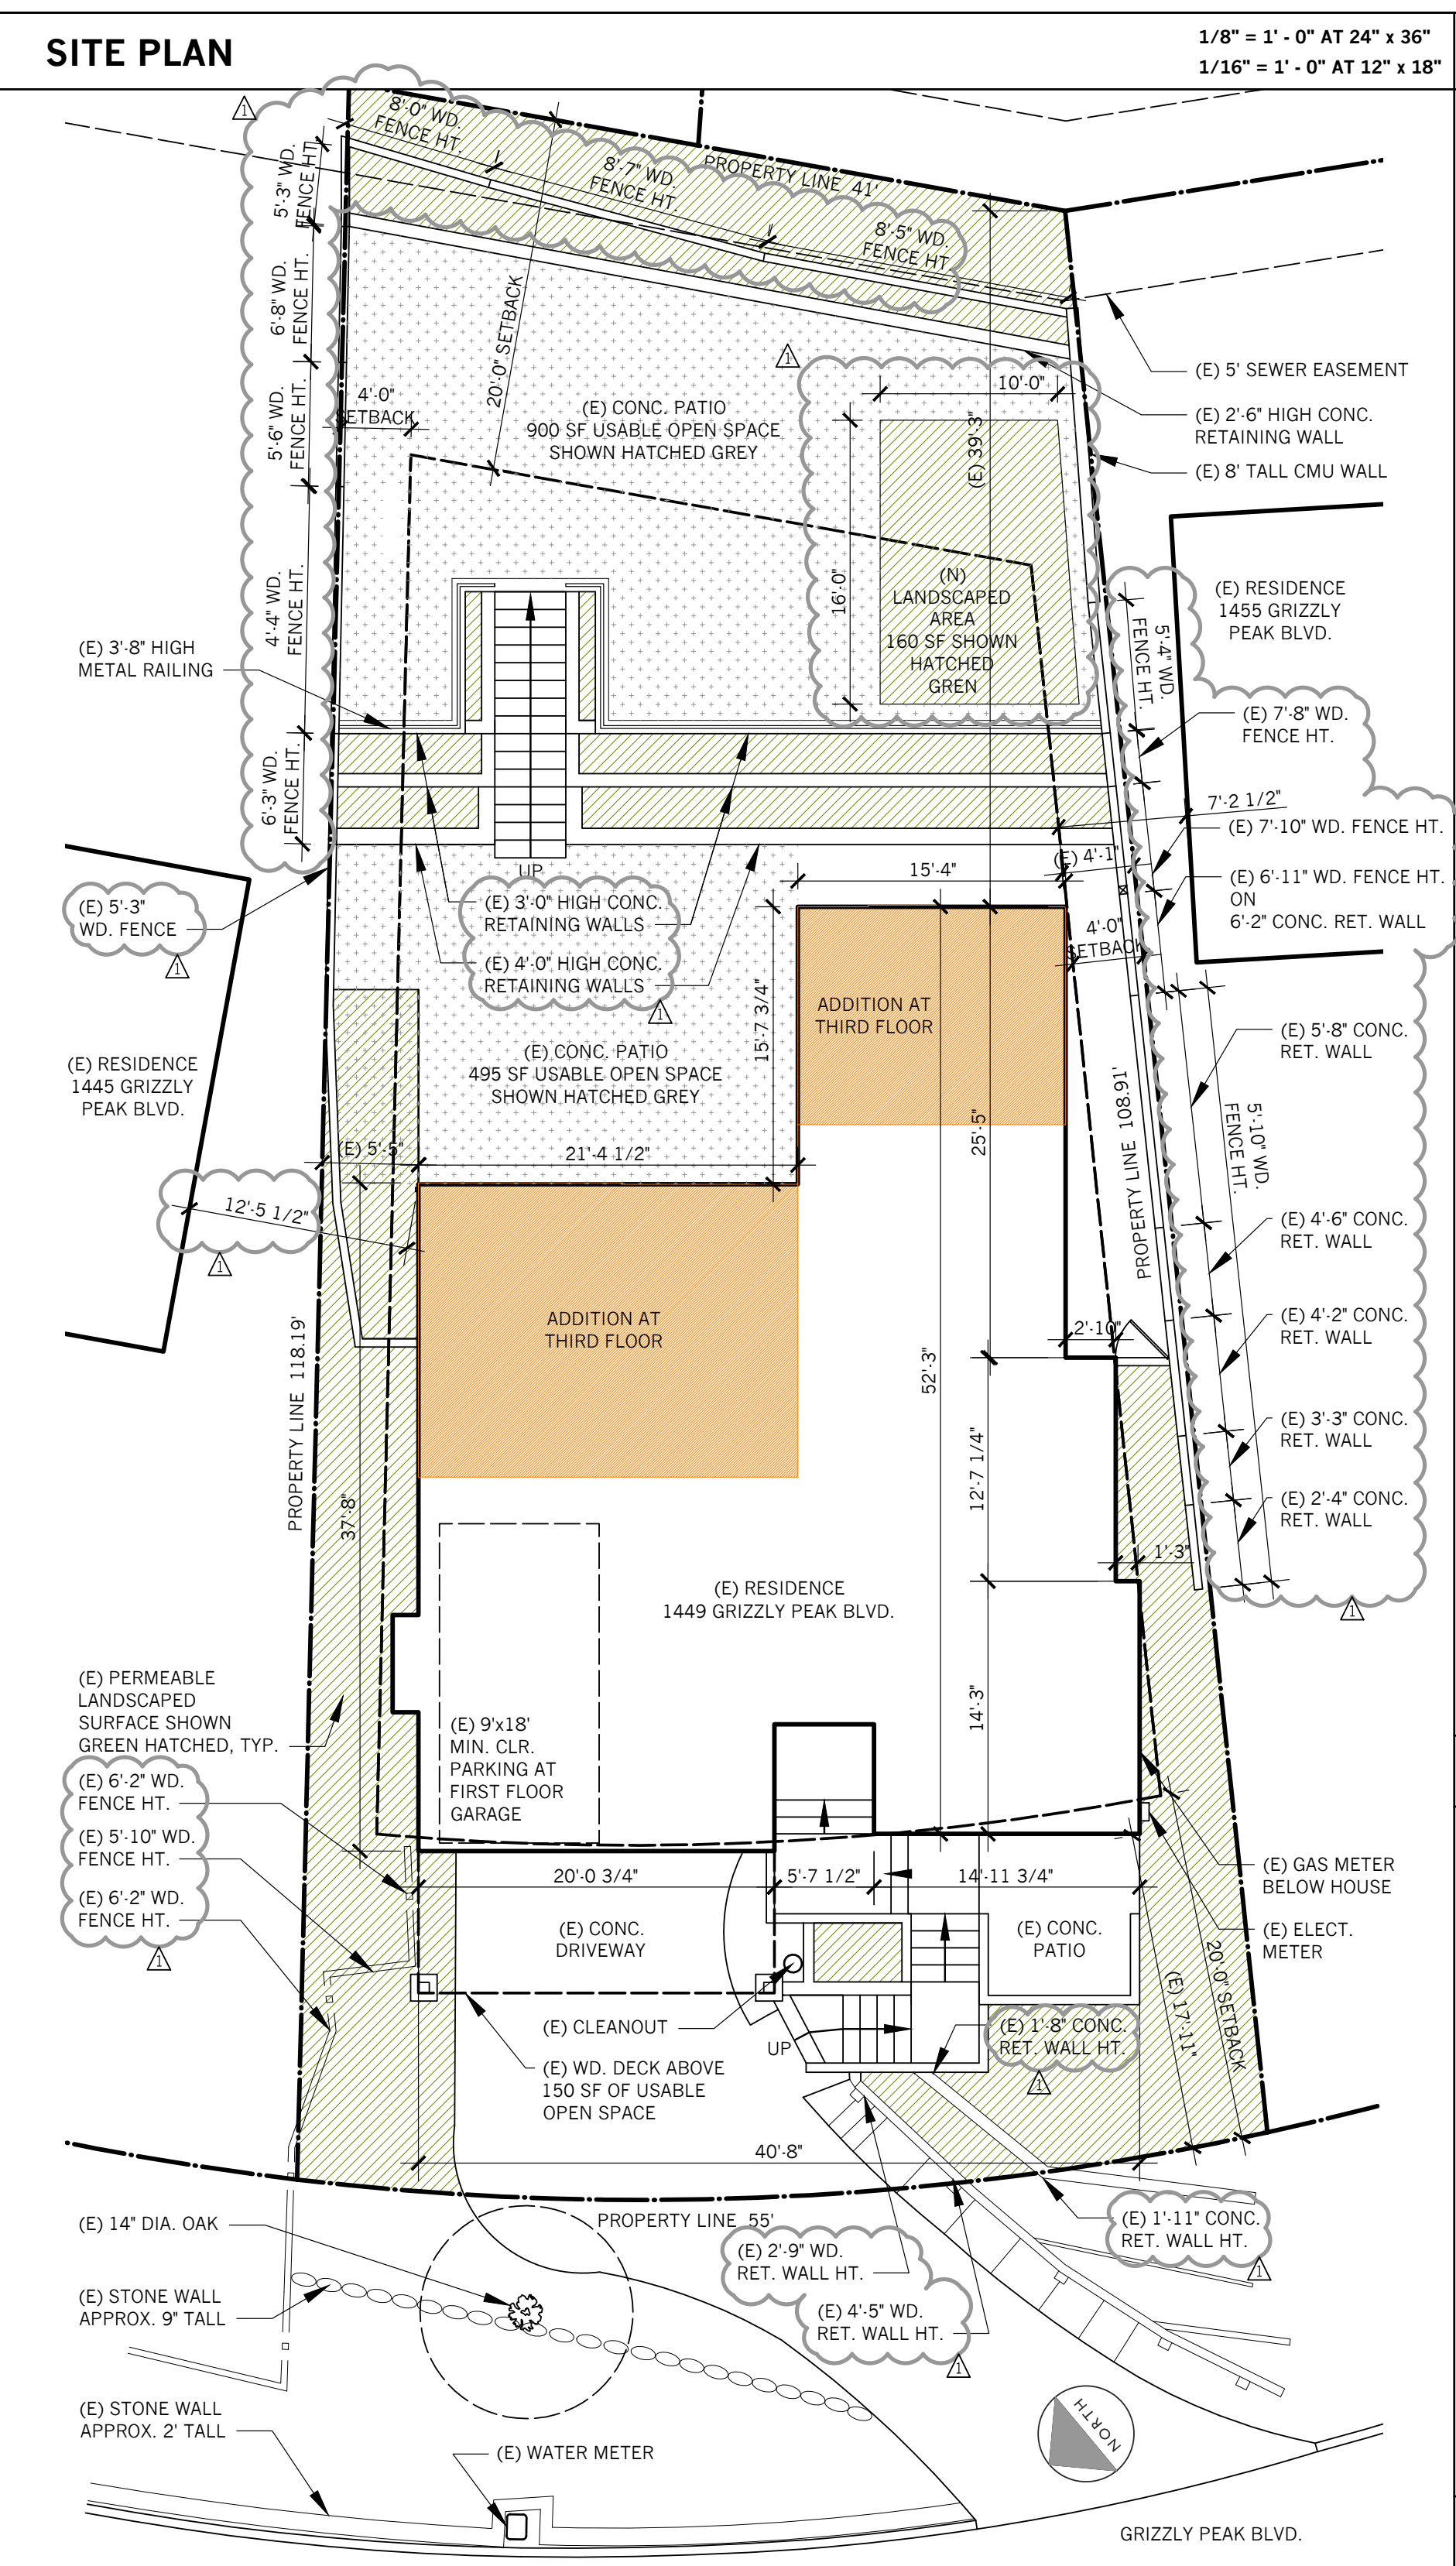 SITE PLAN
1/8" = 1' - 0" AT 24" x 36"
1/16" = 1' - 0" AT 12" x 18"
1
8'-0" WD.
FENCE HT.
8'-7" WD.
FENCE HT.
PROPERTY LINE 41'
8'-5" WD.
FENCE HT.
5'-3" WD.
FENCE HT.
6'-8" WD.
FENCE HT.
5'-6" WD.
FENCE HT.
4'-4" WD.
FENCE HT.
6'-3" WD.
FENCE HT.
20'-0" SETBACK
4'-0"
SETBACK
(E) CONC. PATIO
900 SF USABLE OPEN SPACE
SHOWN HATCHED GREY
1
10'-0"
(E) 39'-3"
16'-0"
(N)
LANDSCAPED
AREA
160 SF SHOWN
HATCHED
GREN
(E) 5' SEWER EASEMENT
(E) 2'-6" HIGH CONC.
RETAINING WALL
(E) 8' TALL CMU WALL
(E) RESIDENCE
1455 GRIZZLY
PEAK BLVD.
5'-4" WD.
FENCE HT.
(E) 7'-8" WD.
FENCE HT.
7'-2 1/2"
(E) 7'-10" WD. FENCE HT.
(E) 6'-11" WD. FENCE HT.
ON
6'-2" CONC. RET. WALL
(E) 3'-8" HIGH
METAL RAILING
UP
(E) 3'-0" HIGH CONC.
RETAINING WALLS
(E) 4'-0" HIGH CONC.
RETAINING WALLS
1
15'-4"
(E) 4'-1"
4'-0"
SETBACK
(E) 5'-3"
WD. FENCE
1
ADDITION AT
THIRD FLOOR
15'-7 3/4"
(E) CONC. PATIO
495 SF USABLE OPEN SPACE
SHOWN HATCHED GREY
(E) RESIDENCE
1445 GRIZZLY
PEAK BLVD.
(E) 5'-5"
21'-4 1/2"
25'-5"
PROPERTY LINE 108.91'
(E) 5'-8" CONC.
RET. WALL
5'-10" WD.
FENCE HT.
(E) 4'-6" CONC.
RET. WALL
(E) 4'-2" CONC.
RET. WALL
(E) 3'-3" CONC.
RET. WALL
(E) 2'-4" CONC.
RET. WALL
1
12'-5 1/2"
1
ADDITION AT
THIRD FLOOR
PROPERTY LINE 118.19'
37'-8"
52'-3"
2'-10"
12'-7 1/4"
1'-3"
(E) RESIDENCE
1449 GRIZZLY PEAK BLVD.
14'-3"
(E) PERMEABLE
LANDSCAPED
SURFACE SHOWN
GREEN HATCHED, TYP.
(E) 6'-2" WD.
FENCE HT.
(E) 5'-10" WD.
FENCE HT.
(E) 6'-2" WD.
FENCE HT.
1
(E) 9'x18'
MIN. CLR.
PARKING AT
FIRST FLOOR
GARAGE
20'-0 3/4"
5'-7 1/2"
14'-11 3/4"
(E) CONC.
DRIVEWAY
(E) CONC.
PATIO
(E) GAS METER
BELOW HOUSE
(E) ELECT.
METER
(E) 17'-11"
20'-0" SETBACK
(E) CLEANOUT
UP
(E) WD. DECK ABOVE
150 SF OF USABLE
OPEN SPACE
(E) 1'-8" CONC.
RET. WALL HT.
1
40'-8"
PROPERTY LINE 55'
(E) 14" DIA. OAK
(E) STONE WALL
APPROX. 9" TALL
(E) 2'-9" WD.
RET. WALL HT.
(E) 4'-5" WD.
RET. WALL HT.
1
(E) 1'-11" CONC.
RET. WALL HT.
1
(E) STONE WALL
APPROX. 2' TALL
(E) WATER METER
NORTH
GRIZZLY PEAK BLVD.